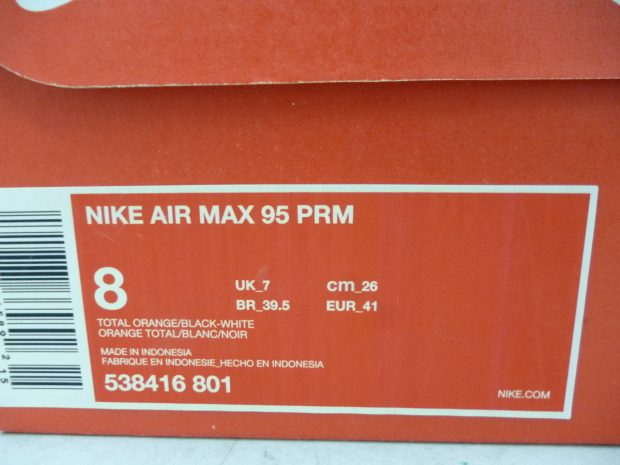 NIKE AIR MAX 95 PRM
8
UK_7 cm_26
BR_39.5 EUR_41
TOTAL ORANGE/BLACK-WHITE
ORANGE TOTAL/BLANC/NOIR
MADE IN INDONESIA
FABRIQUE EN INDONESIE_HECHO EN INDONESIA
538416 801
NIKE.COM